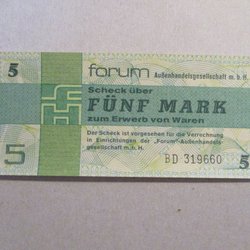 5 forum Außenhandelsgesellschaft m. b. H.
Scheck über
FÜNF MARK
zum Erwerb von Waren
Der Scheck ist vorgesehen für die Verrechnung
in Einrichtungen der „Forum"-Außenhandels-
gesellschaft m. b. H.
5 BD 319660 5